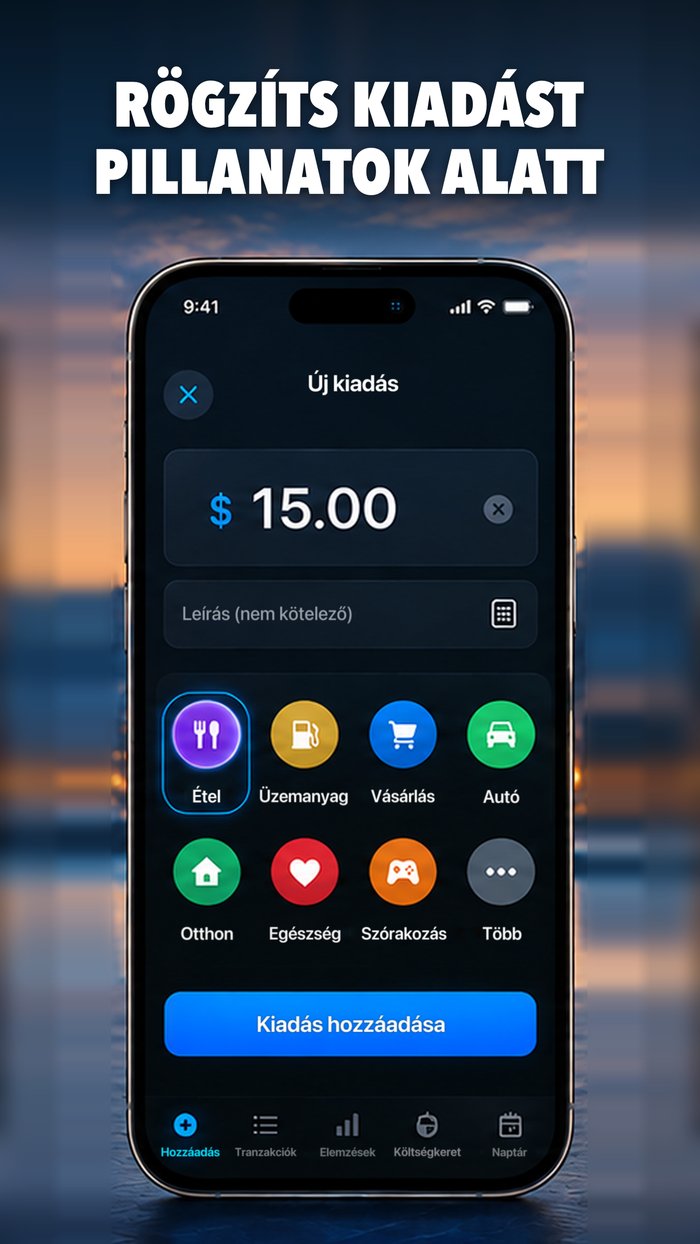 RÖGZÍTS KIADÁST
PILLANATOK ALATT
9:41
Új kiadás
$ 15.00
Leírás (nem kötelező)
Étel Üzemanyag Vásárlás Autó
Otthon Egészség Szórakozás Több
Kiadás hozzáadása
Hozzáadás Tranzakciók Elemzések Költségkeret Naptár